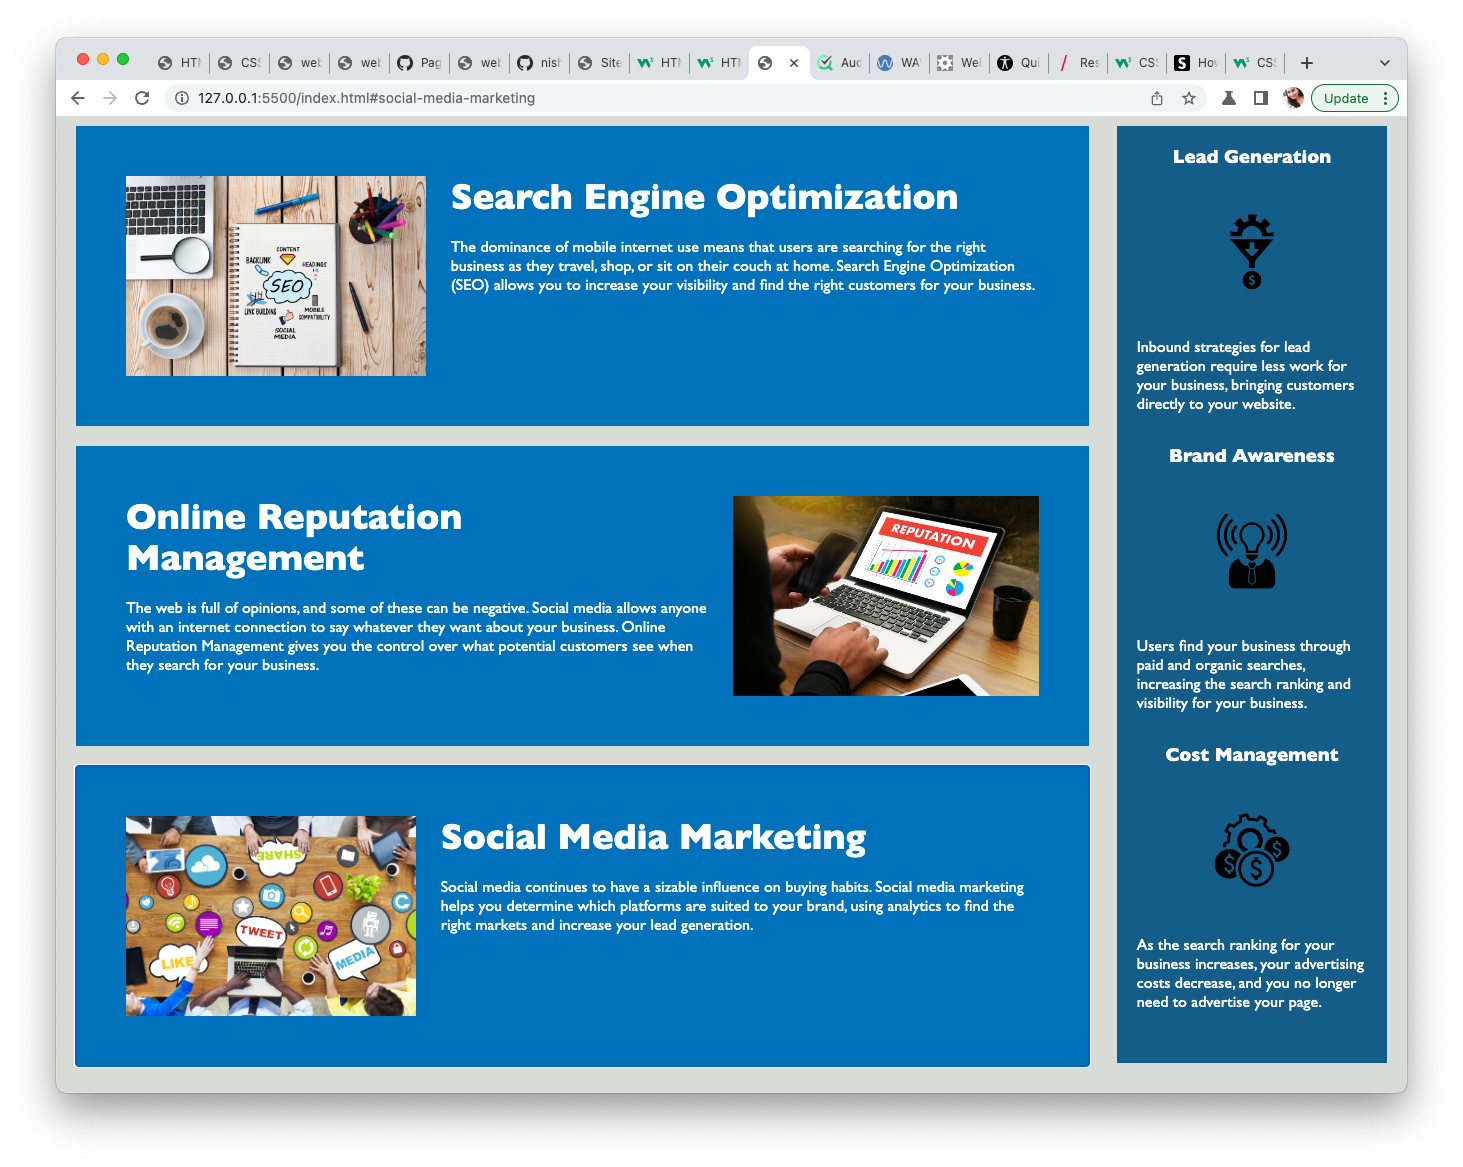 HTM CSS web web Pag web nish Site HTM HTM Aud WA Wel Qui Res CSS Hov CSS
127.0.0.1:5500/index.html#social-media-marketing
Update
Search Engine Optimization
The dominance of mobile internet use means that users are searching for the right
business as they travel, shop, or sit on their couch at home. Search Engine Optimization
(SEO) allows you to increase your visibility and find the right customers for your business.
CONTENT
BACKLINK
HEADINGS
SEO
LINK BUILDING
MOBILE
COMPATIBILITY
SOCIAL
MEDIA
Online Reputation
Management
The web is full of opinions, and some of these can be negative. Social media allows anyone
with an internet connection to say whatever they want about your business. Online
Reputation Management gives you the control over what potential customers see when
they search for your business.
REPUTATION
Social Media Marketing
Social media continues to have a sizable influence on buying habits. Social media marketing
helps you determine which platforms are suited to your brand, using analytics to find the
right markets and increase your lead generation.
SHARE
TWEET
LIKE
MEDIA
Lead Generation
Inbound strategies for lead
generation require less work for
your business, bringing customers
directly to your website.
Brand Awareness
Users find your business through
paid and organic searches,
increasing the search ranking and
visibility for your business.
Cost Management
As the search ranking for your
business increases, your advertising
costs decrease, and you no longer
need to advertise your page.